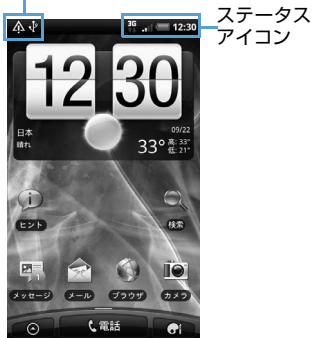 3G 12:30
ステータス
アイコン
12 30
日本
晴れ
09/22
33° 高: 33°
低: 21°
ヒント
検索
メッセージ
メール
ブラウザ
カメラ
電話